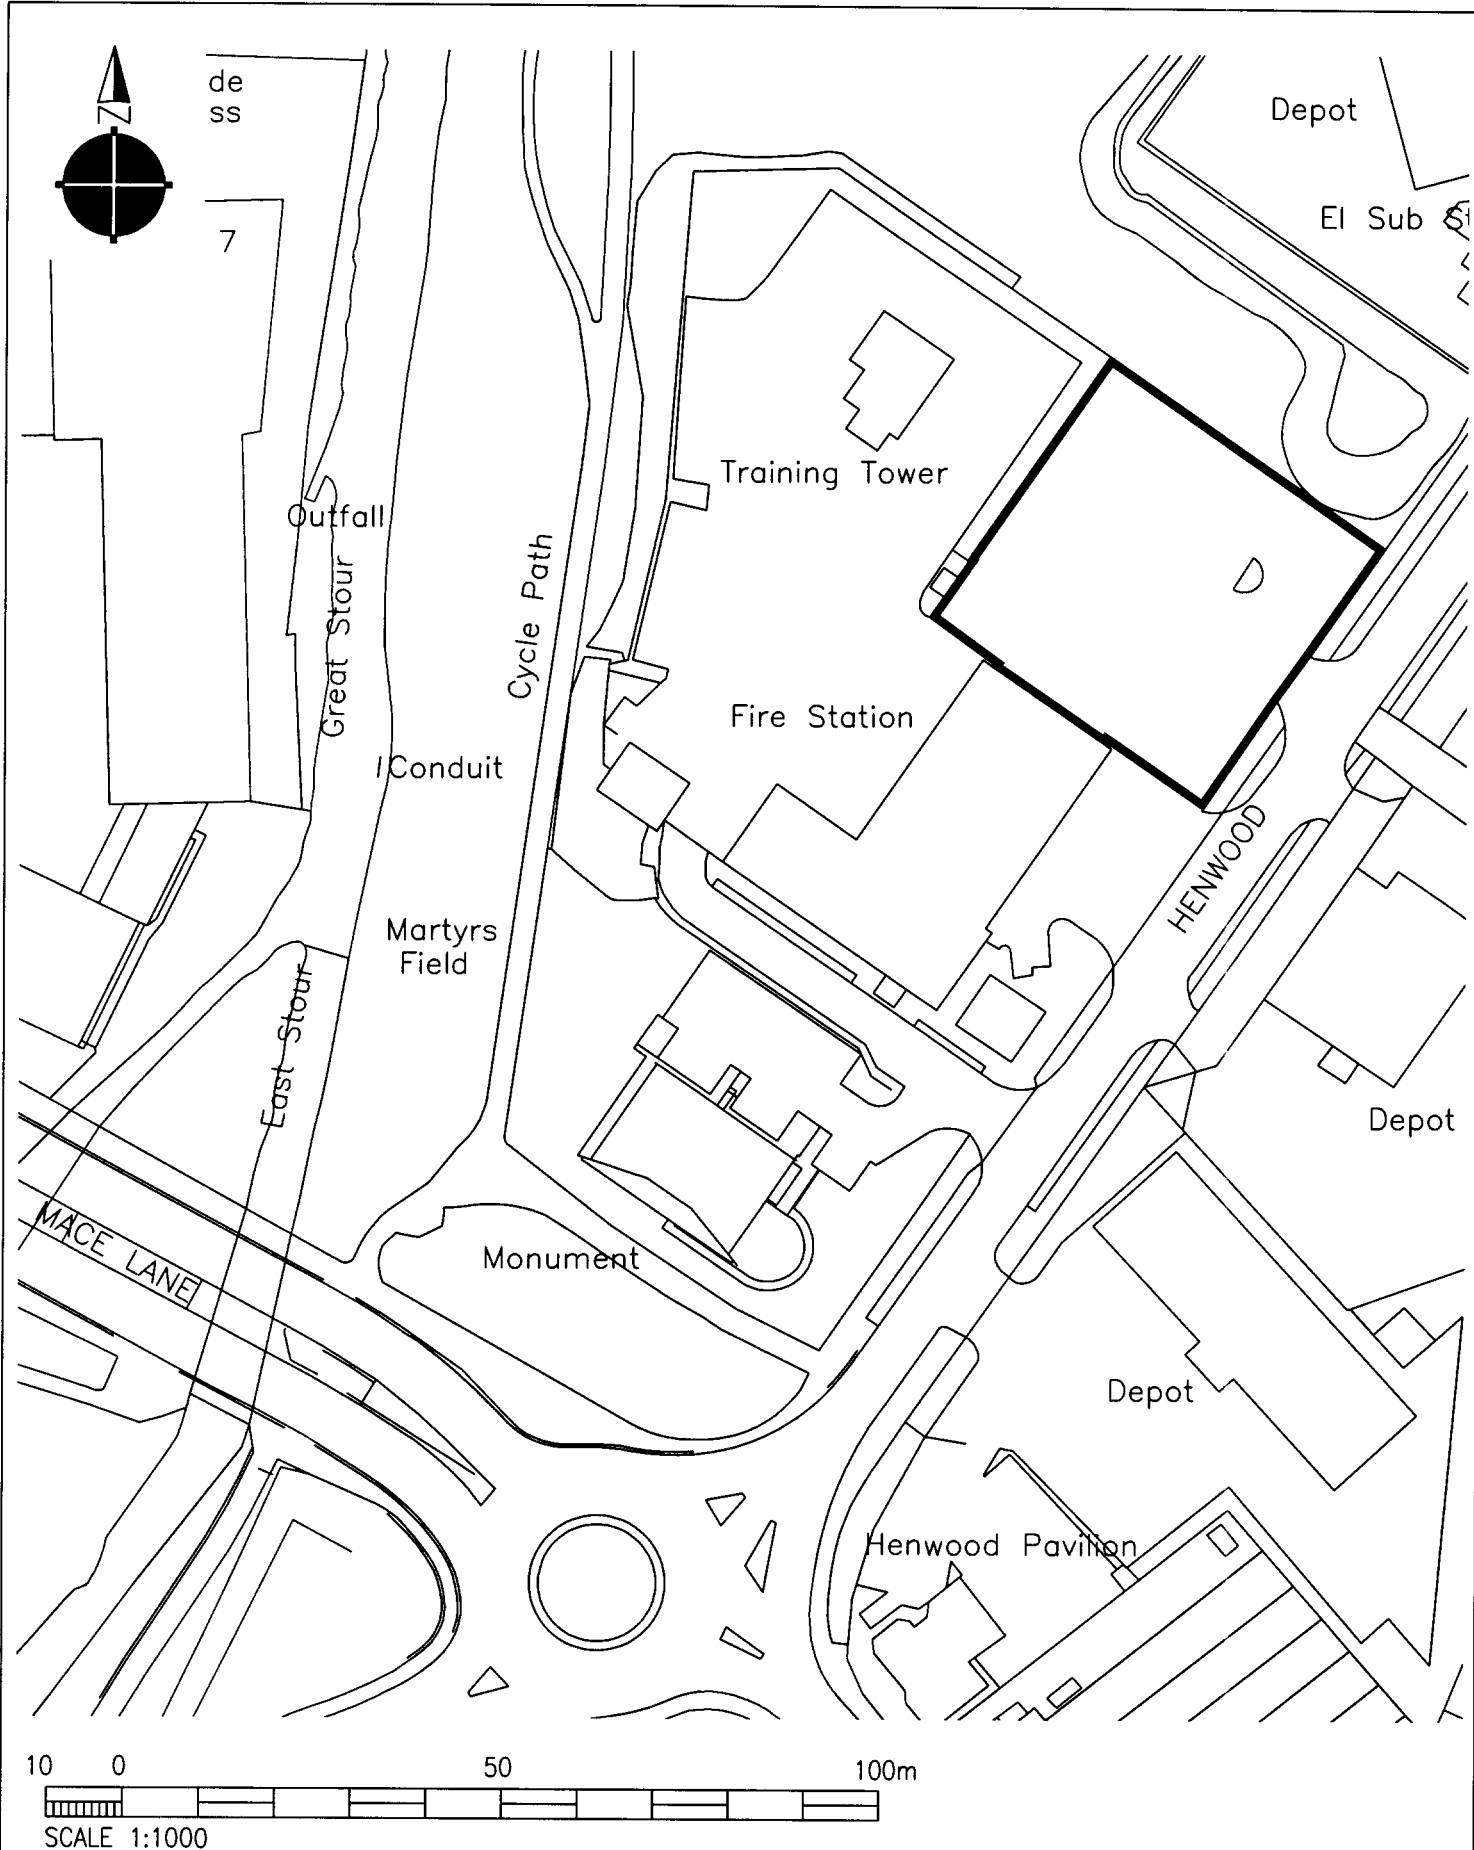 de
ss
N
7
Depot
El Sub St
Training Tower
Outfall
Great Stour
Cycle Path
Fire Station
Conduit
HENWOOD
Martyrs
Field
East Stour
Depot
MACE LANE
Monument
Depot
Henwood Pavilion
10 0 50 100m
SCALE 1:1000